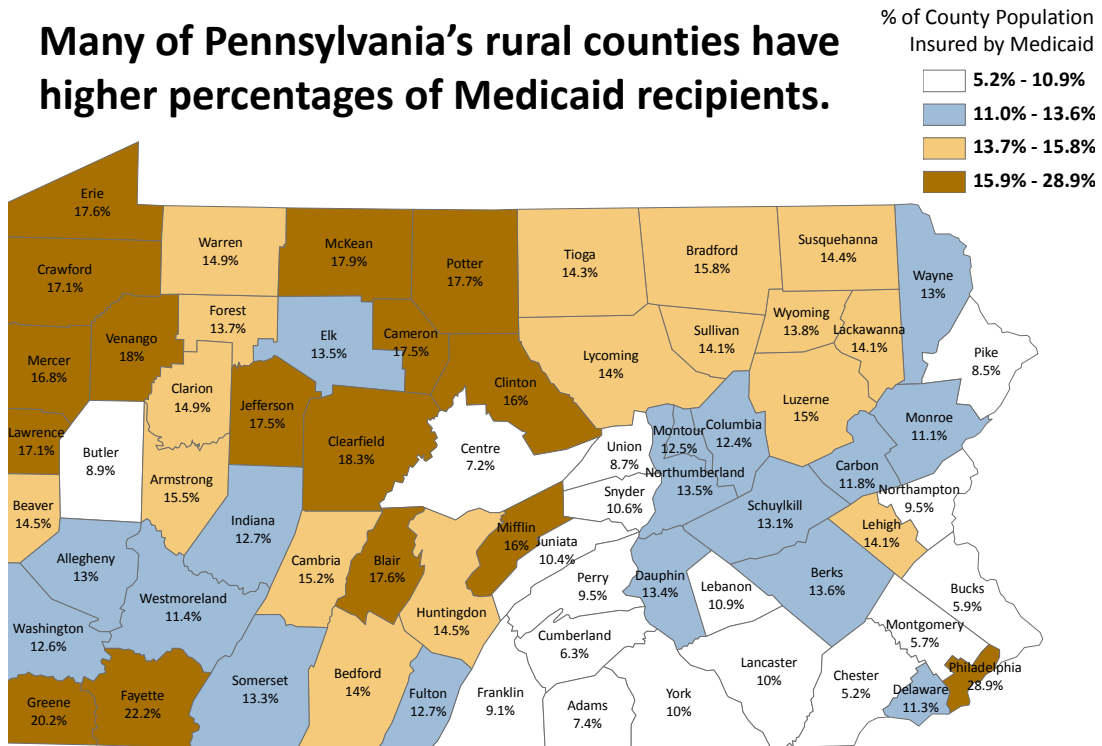 Many of Pennsylvania’s rural counties have
higher percentages of Medicaid recipients.
% of County Population
Insured by Medicaid
5.2% - 10.9%
11.0% - 13.6%
13.7% - 15.8%
15.9% - 28.9%
Erie
17.6%
Warren
14.9%
McKean
17.9%
Potter
17.7%
Tioga
14.3%
Bradford
15.8%
Susquehanna
14.4%
Wayne
13%
Crawford
17.1%
Forest
13.7%
Venango
18%
Elk
13.5%
Cameron
17.5%
Sullivan
14.1%
Wyoming
13.8%
Lackawanna
14.1%
Mercer
16.8%
Lycoming
14%
Pike
8.5%
Clarion
14.9%
Jefferson
17.5%
Clinton
16%
Luzerne
15%
Lawrence
17.1%
Butler
8.9%
Clearfield
18.3%
Centre
7.2%
Union
8.7%
Montour
12.5%
Columbia
12.4%
Monroe
11.1%
Armstrong
15.5%
Snyder
10.6%
Northumberland
13.5%
Carbon
11.8%
Northampton
9.5%
Beaver
14.5%
Indiana
12.7%
Mifflin
16%
Juniata
10.4%
Schuylkill
13.1%
Lehigh
14.1%
Allegheny
13%
Cambria
15.2%
Blair
17.6%
Perry
9.5%
Dauphin
13.4%
Lebanon
10.9%
Berks
13.6%
Bucks
5.9%
Westmoreland
11.4%
Huntingdon
14.5%
Washington
12.6%
Cumberland
6.3%
Montgomery
5.7%
Greene
20.2%
Fayette
22.2%
Somerset
13.3%
Bedford
14%
Fulton
12.7%
Franklin
9.1%
Adams
7.4%
York
10%
Lancaster
10%
Chester
5.2%
Delaware
11.3%
Philadelphia
28.9%